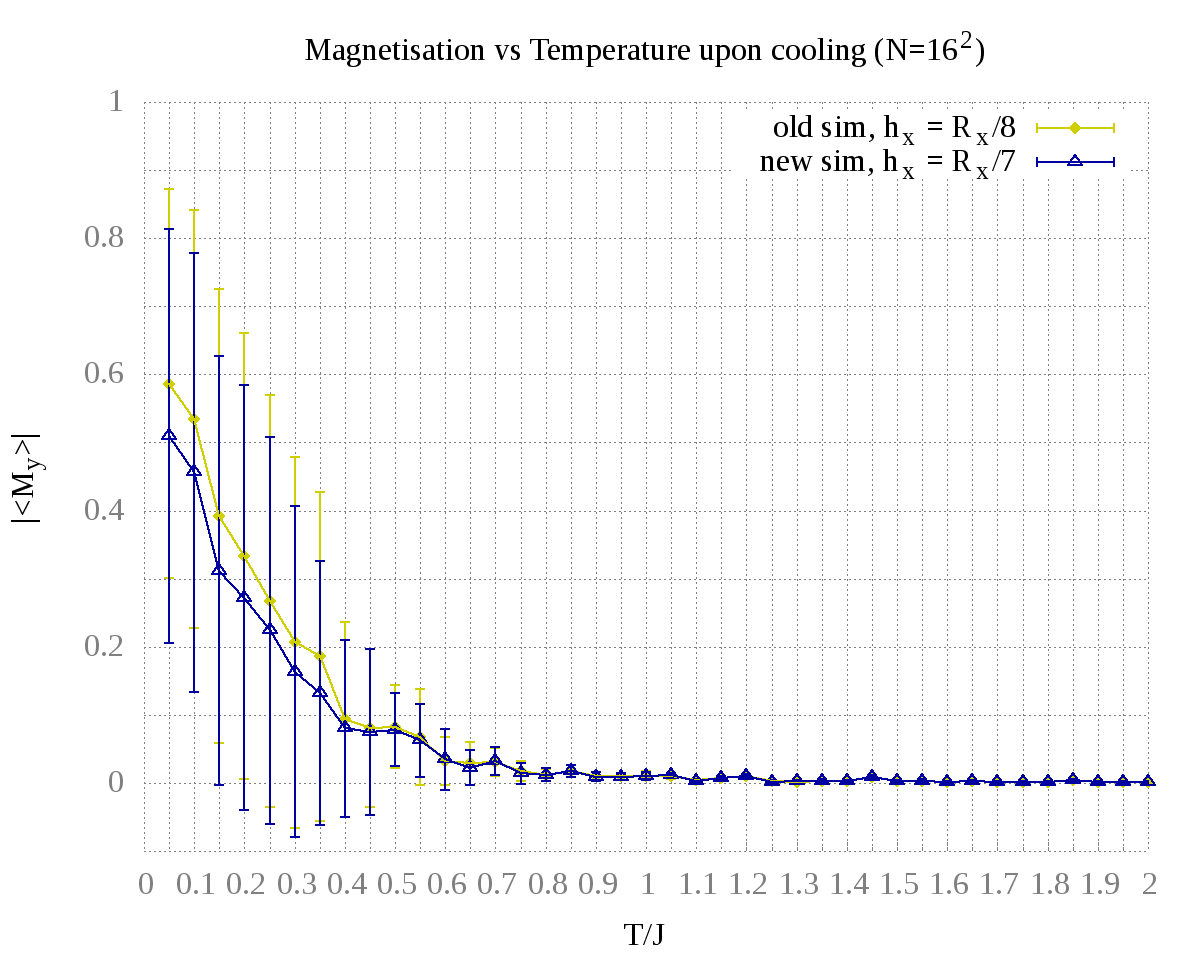 Magnetisation vs Temperature upon cooling (N=16²)
old sim, hₓ = Rₓ/8
new sim, hₓ = Rₓ/7
1
0.8
0.6
0.4
0.2
0
|<M_y>|
0 0.1 0.2 0.3 0.4 0.5 0.6 0.7 0.8 0.9 1 1.1 1.2 1.3 1.4 1.5 1.6 1.7 1.8 1.9 2
T/J